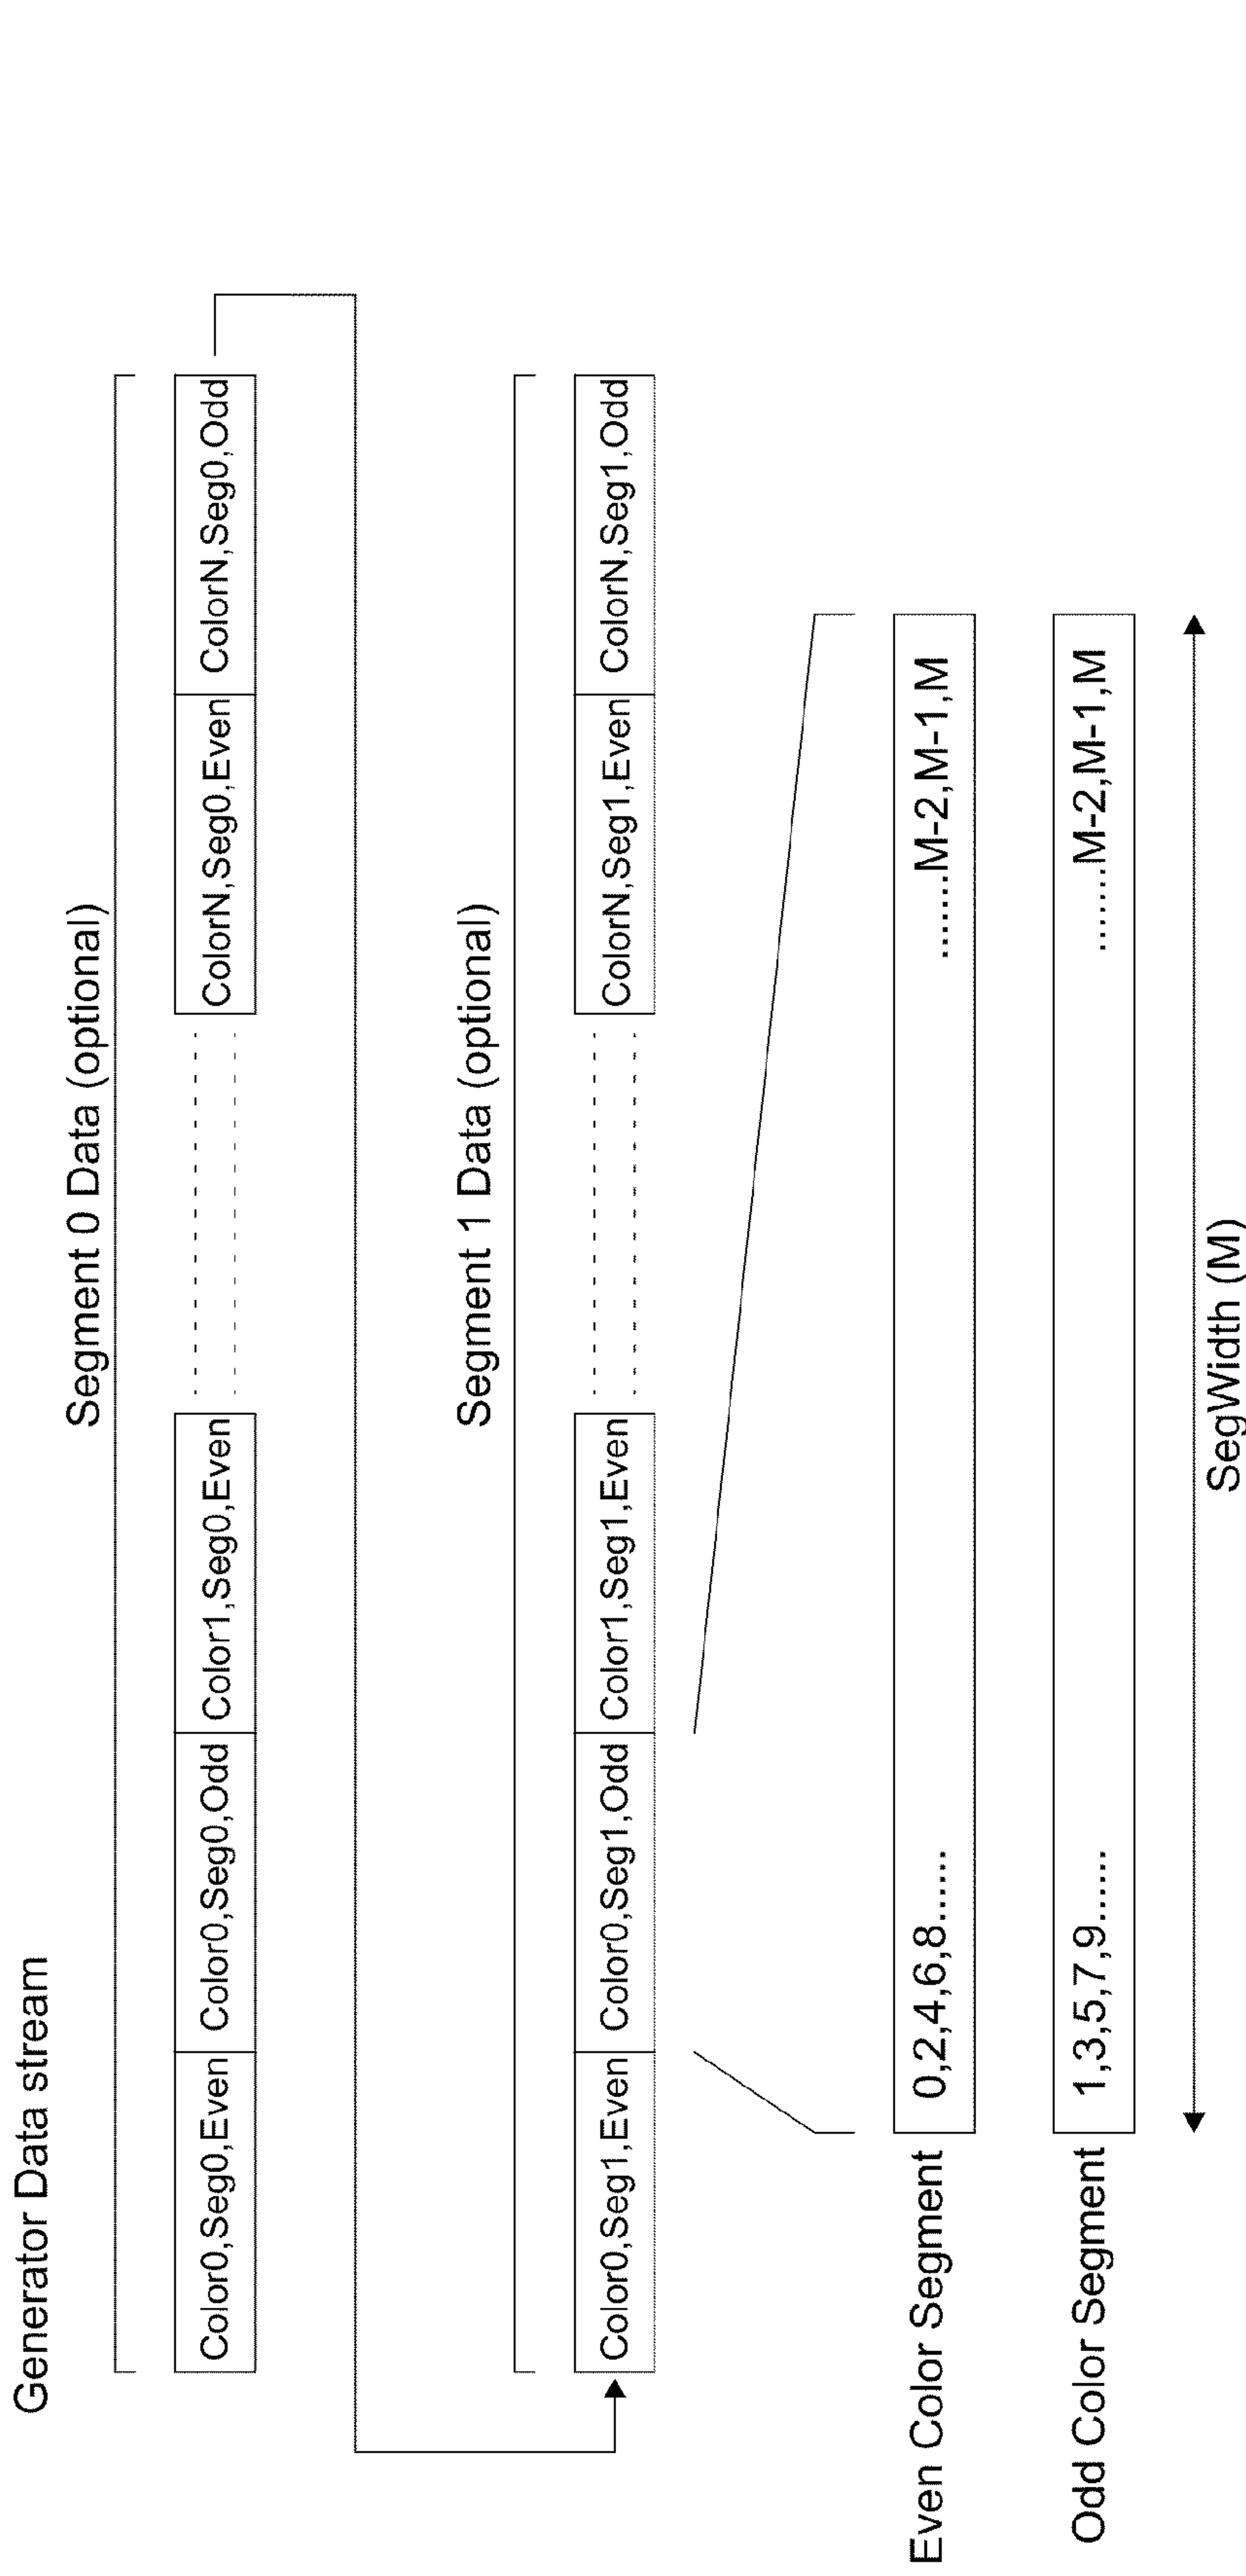 Generator Data stream
Segment 0 Data (optional)
Color0,Seg0,Even Color0,Seg0,Odd Color1,Seg0,Even ColorN,Seg0,Even ColorN,Seg0,Odd
Segment 1 Data (optional)
Color0,Seg1,Even Color0,Seg1,Odd Color1,Seg1,Even ColorN,Seg1,Even ColorN,Seg1,Odd
Even Color Segment 0,2,4,6,8...... .......M-2,M-1,M
Odd Color Segment 1,3,5,7,9...... .......M-2,M-1,M
SegWidth (M)